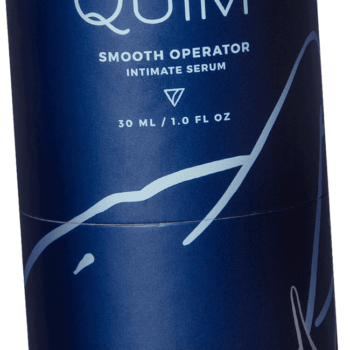 QUIM
SMOOTH OPERATOR
INTIMATE SERUM
30 ML / 1.0 FL OZ